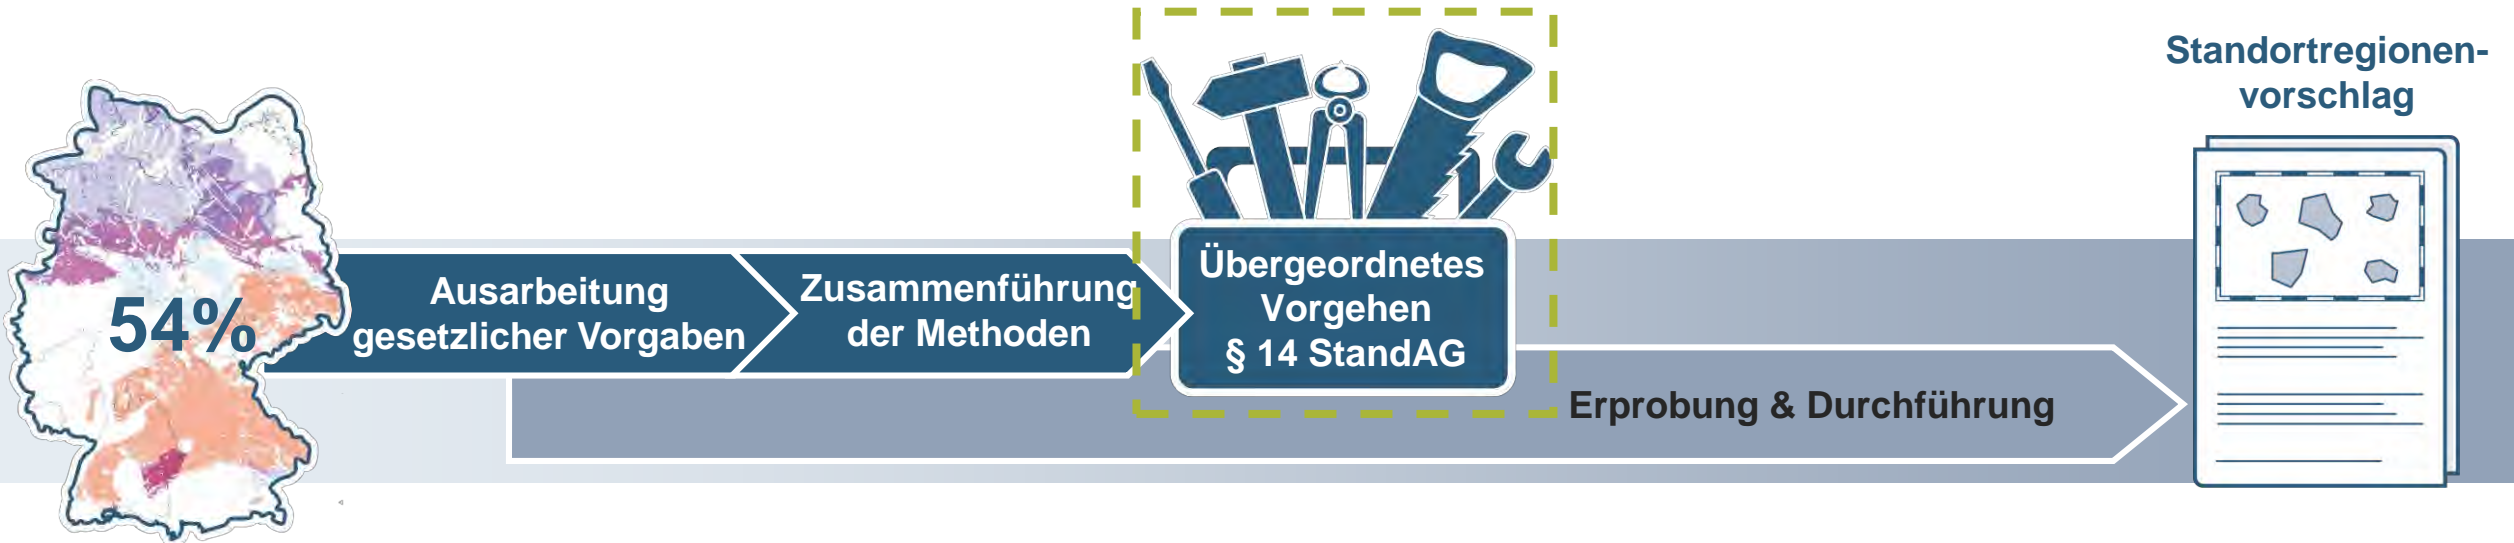 54%
Ausarbeitung
gesetzlicher Vorgaben
Zusammenführung
der Methoden
Übergeordnetes
Vorgehen
§ 14 StandAG
Erprobung & Durchführung
Standortregionen-
vorschlag